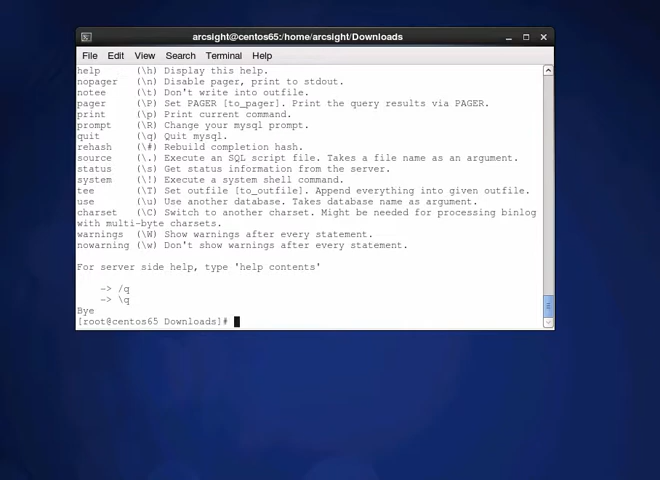 arcsight@centos65:/home/arcsight/Downloads
File Edit View Search Terminal Help
help (\h) Display this help.
nopager (\n) Disable pager, print to stdout.
notee (\t) Don't write into outfile.
pager (\P) Set PAGER [to_pager]. Print the query results via PAGER.
print (\p) Print current command.
prompt (\R) Change your mysql prompt.
quit (\q) Quit mysql.
rehash (\#) Rebuild completion hash.
source (\.) Execute an SQL script file. Takes a file name as an argument.
status (\s) Get status information from the server.
system (\!) Execute a system shell command.
tee (\T) Set outfile [to_outfile]. Append everything into given outfile.
use (\u) Use another database. Takes database name as argument.
charset (\C) Switch to another charset. Might be needed for processing binlog
with multi-byte charsets.
warnings (\W) Show warnings after every statement.
nowarning (\w) Don't show warnings after every statement.
For server side help, type 'help contents'
-> /q
-> \q
Bye
[root@centos65 Downloads]#